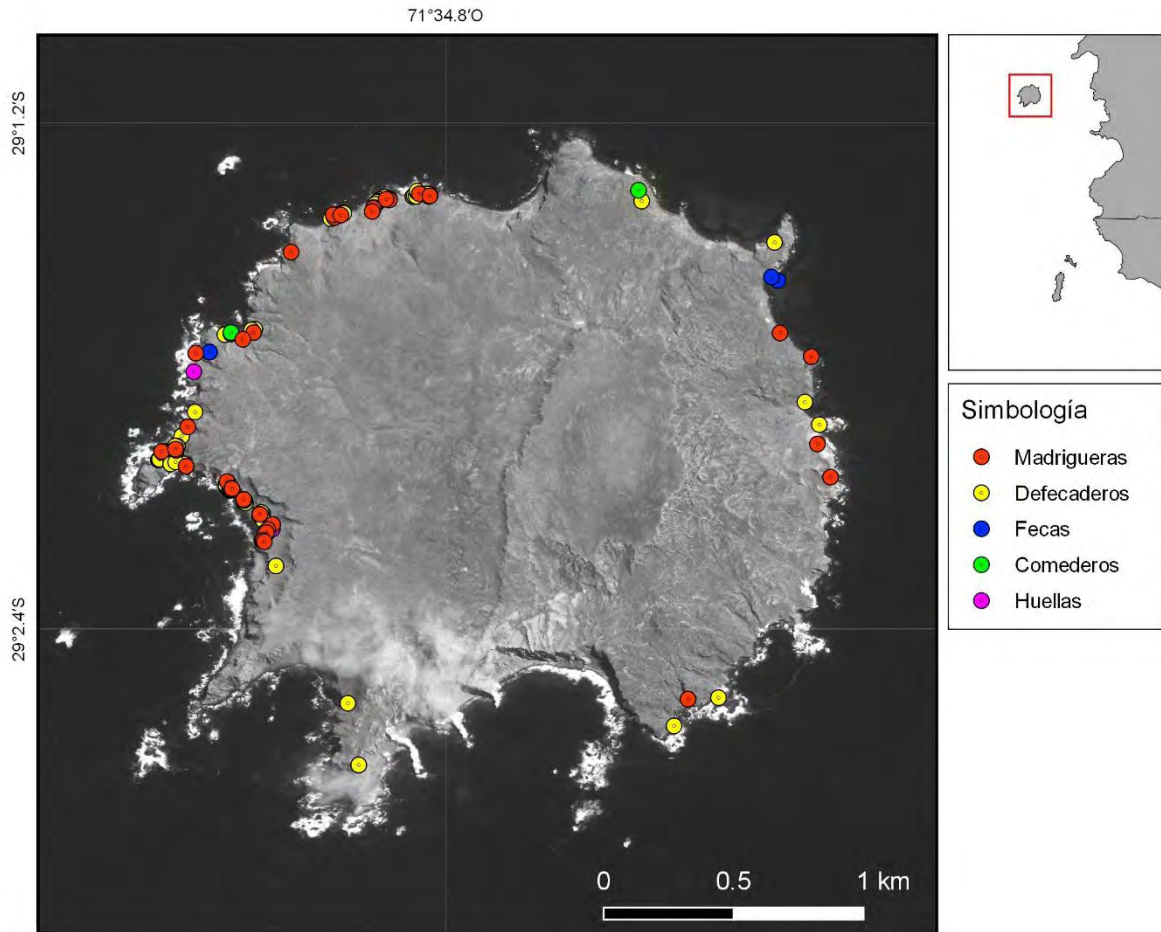 71°34.8'O
29°1.2'S
29°2.4'S
Simbología
Madrigueras
Defecaderos
Fecas
Comederos
Huellas
0 0.5 1 km